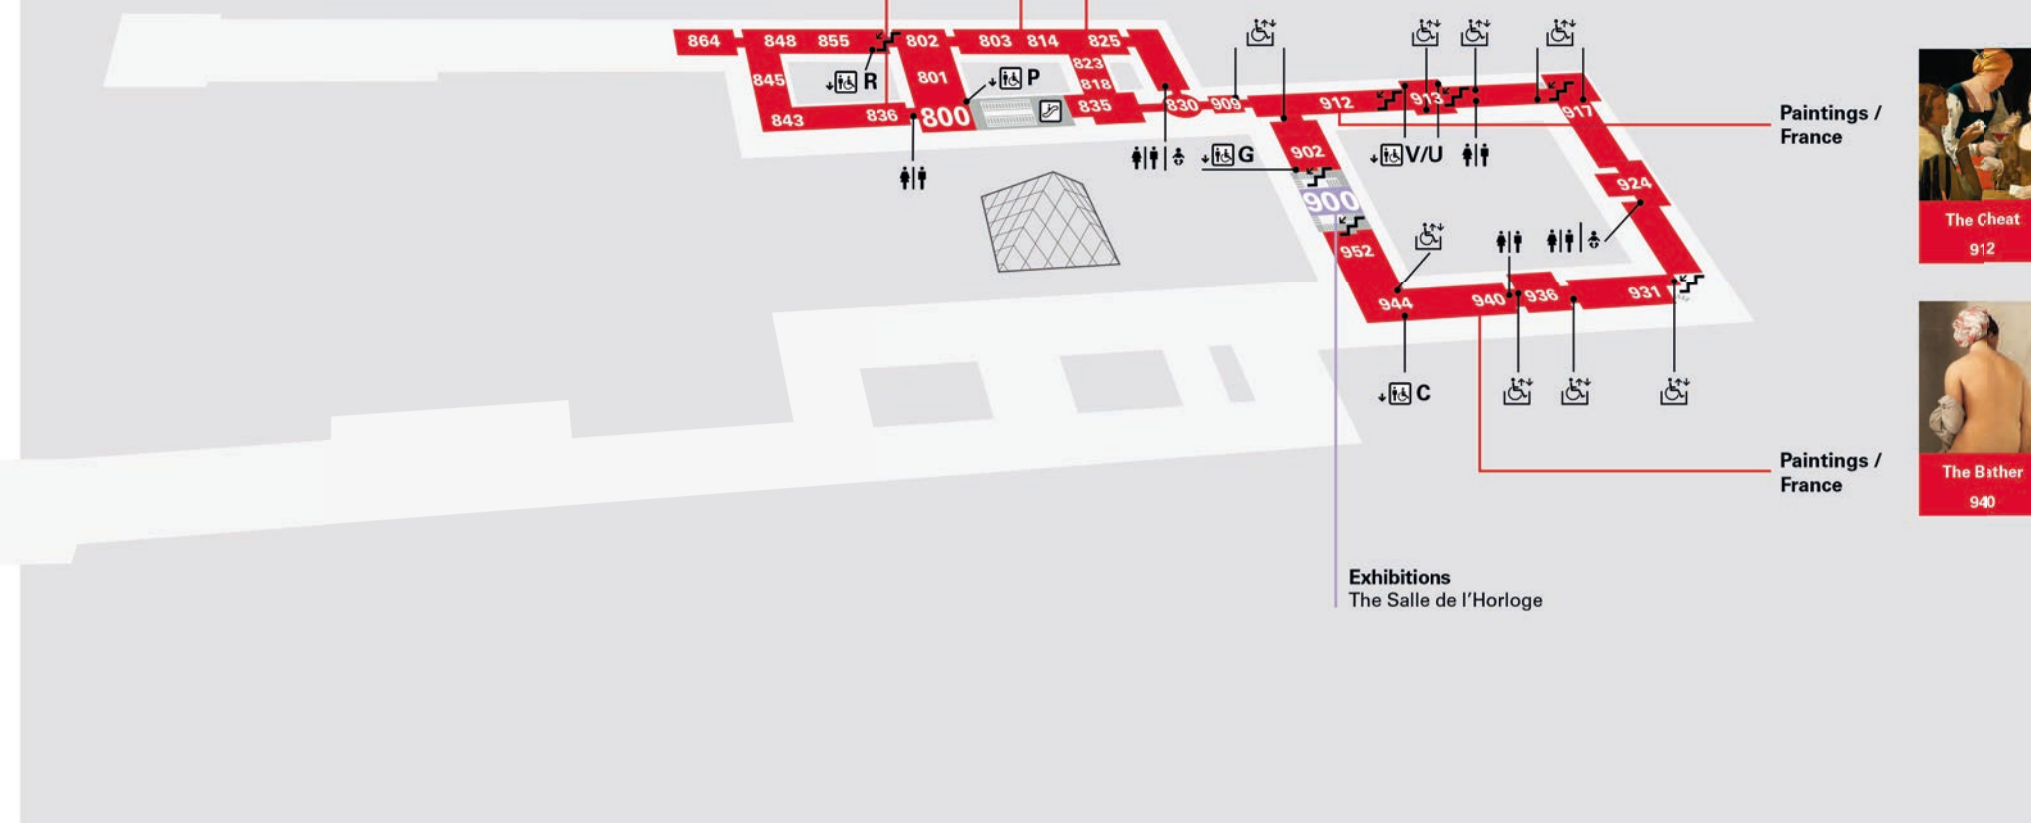 864
848
855
802
803
814
825
823
845
R
801
P
818
843
836
800
835
830
909
912
913
917
Paintings /
France
902
G
V/U
924
900
952
944
940
936
931
C
The Cheat
912
Paintings /
France
The Bather
940
Exhibitions
The Salle de l'Horloge